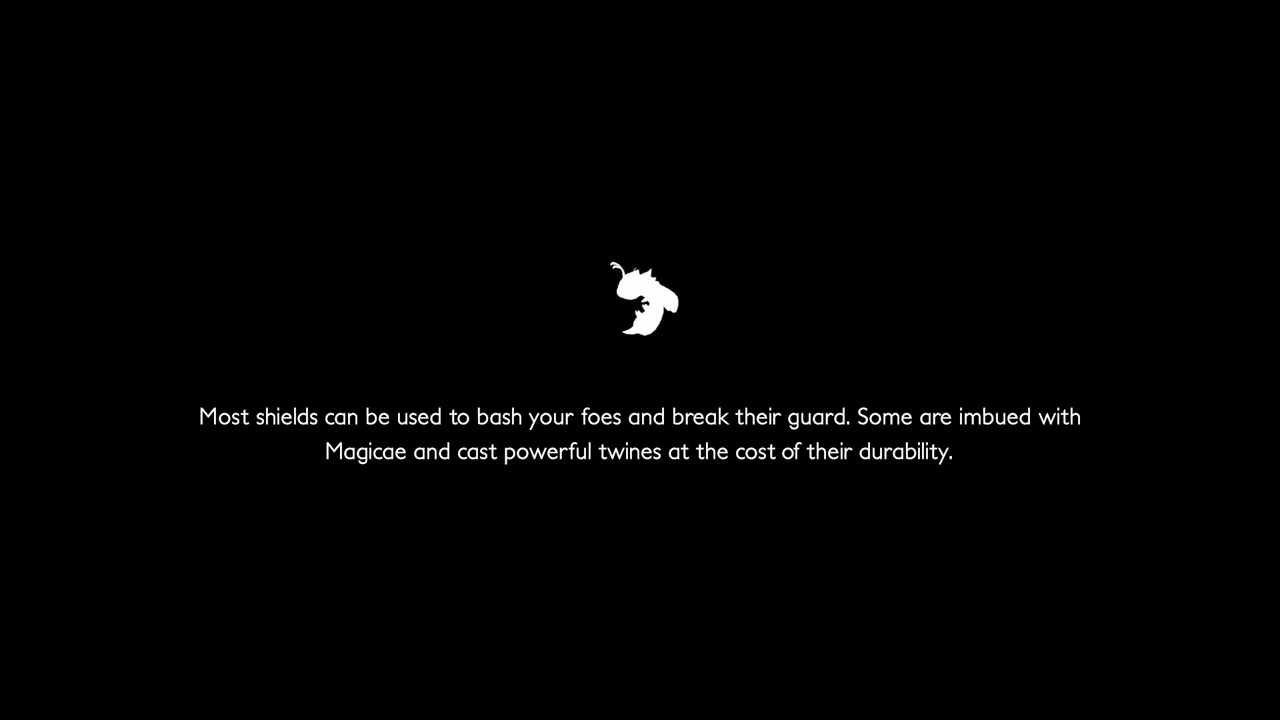 Most shields can be used to bash your foes and break their guard. Some are imbued with
Magicae and cast powerful twines at the cost of their durability.